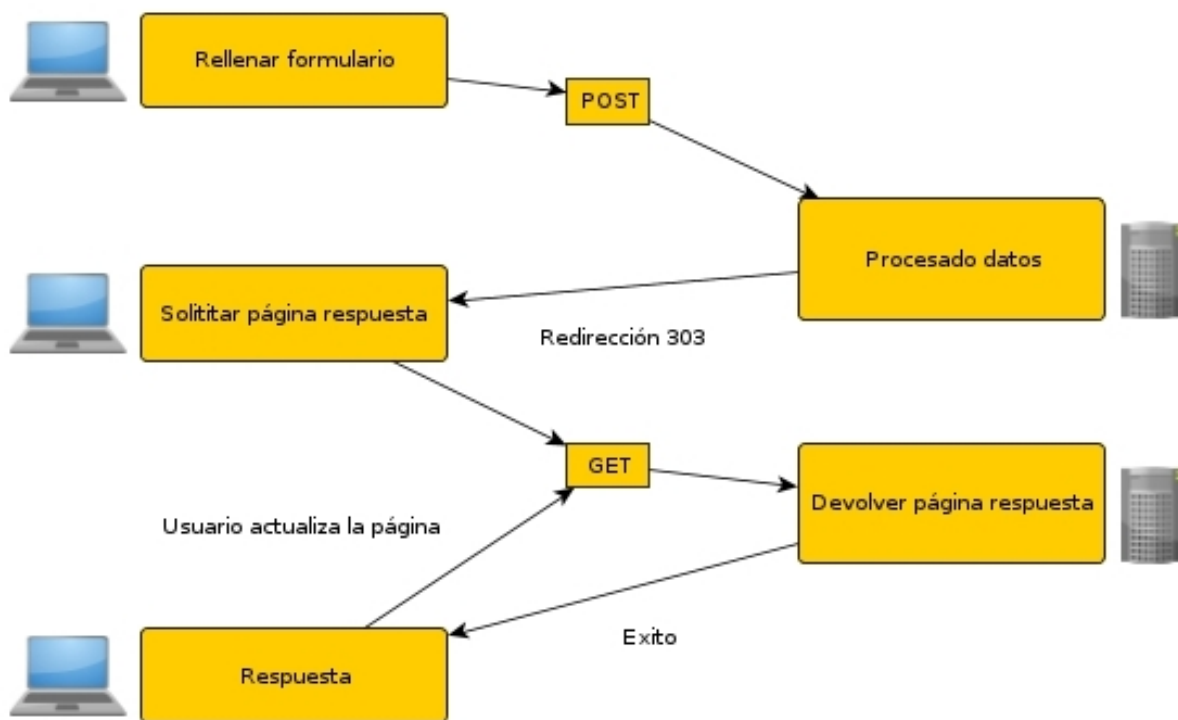 Rellenar formulario
POST
Procesado datos
Solititar página respuesta
Redirección 303
GET
Devolver página respuesta
Usuario actualiza la página
Exito
Respuesta